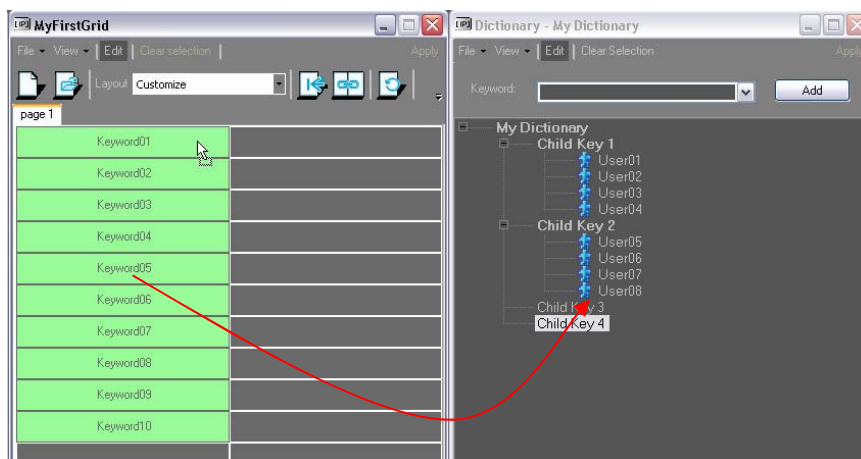 IPD MyFirstGrid
File View Edit Clear selection Apply
Layout Customize
page 1
Keyword01
Keyword02
Keyword03
Keyword04
Keyword05
Keyword06
Keyword07
Keyword08
Keyword09
Keyword10
Dictionary - My Dictionary
File View Edit Clear Selection Apply
Keyword: Add
My Dictionary
Child Key 1
User01
User02
User03
User04
Child Key 2
User05
User06
User07
User08
Child Key 3
Child Key 4